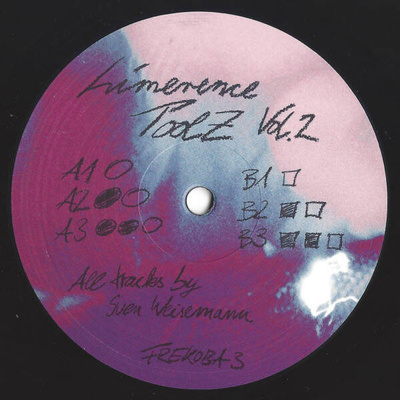 Limerence
ToolZ Vol.2
A1
A2
A3
B1
B2
B3
All tracks by
Sven Weisemann
FREKOBA3